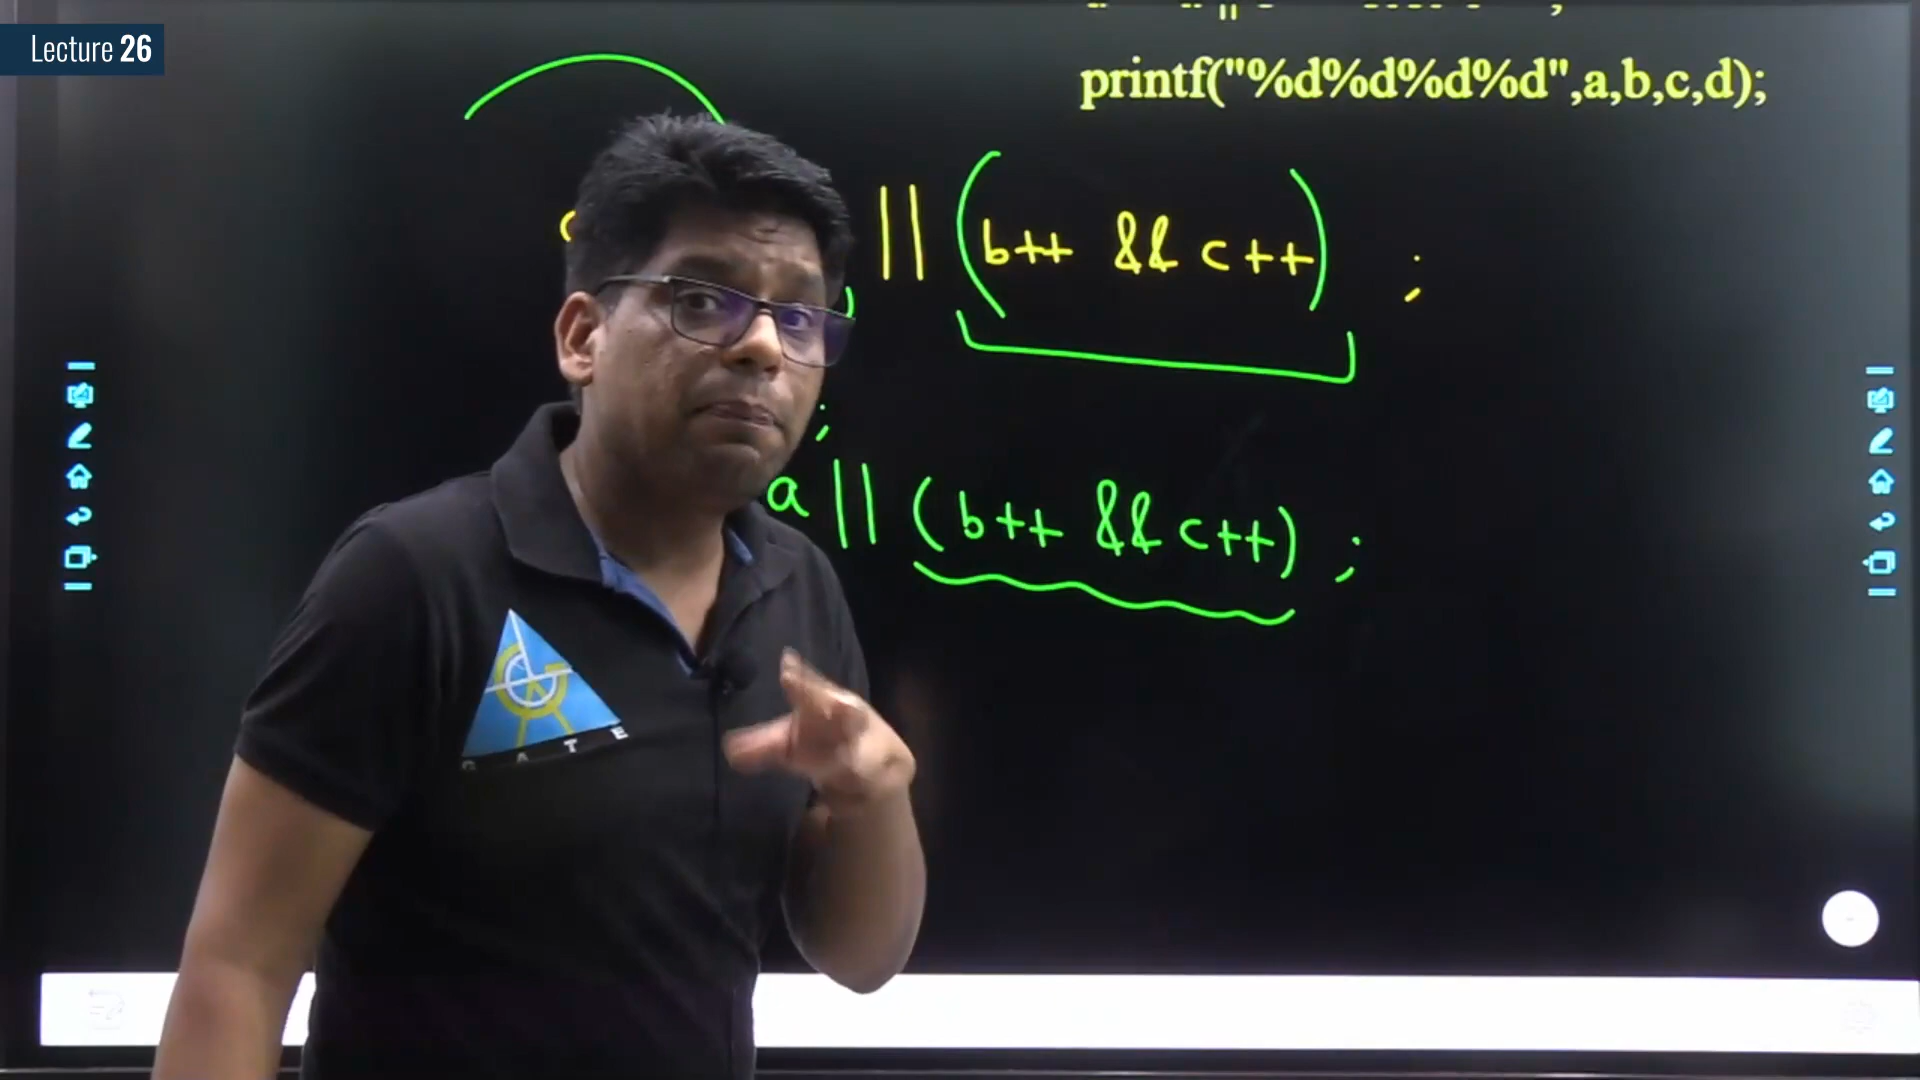 Lecture 26
printf("%d%d%d%d",a,b,c,d);
|| (b++ && c++) ;
;
a || (b++ && c++) ;
G A T E